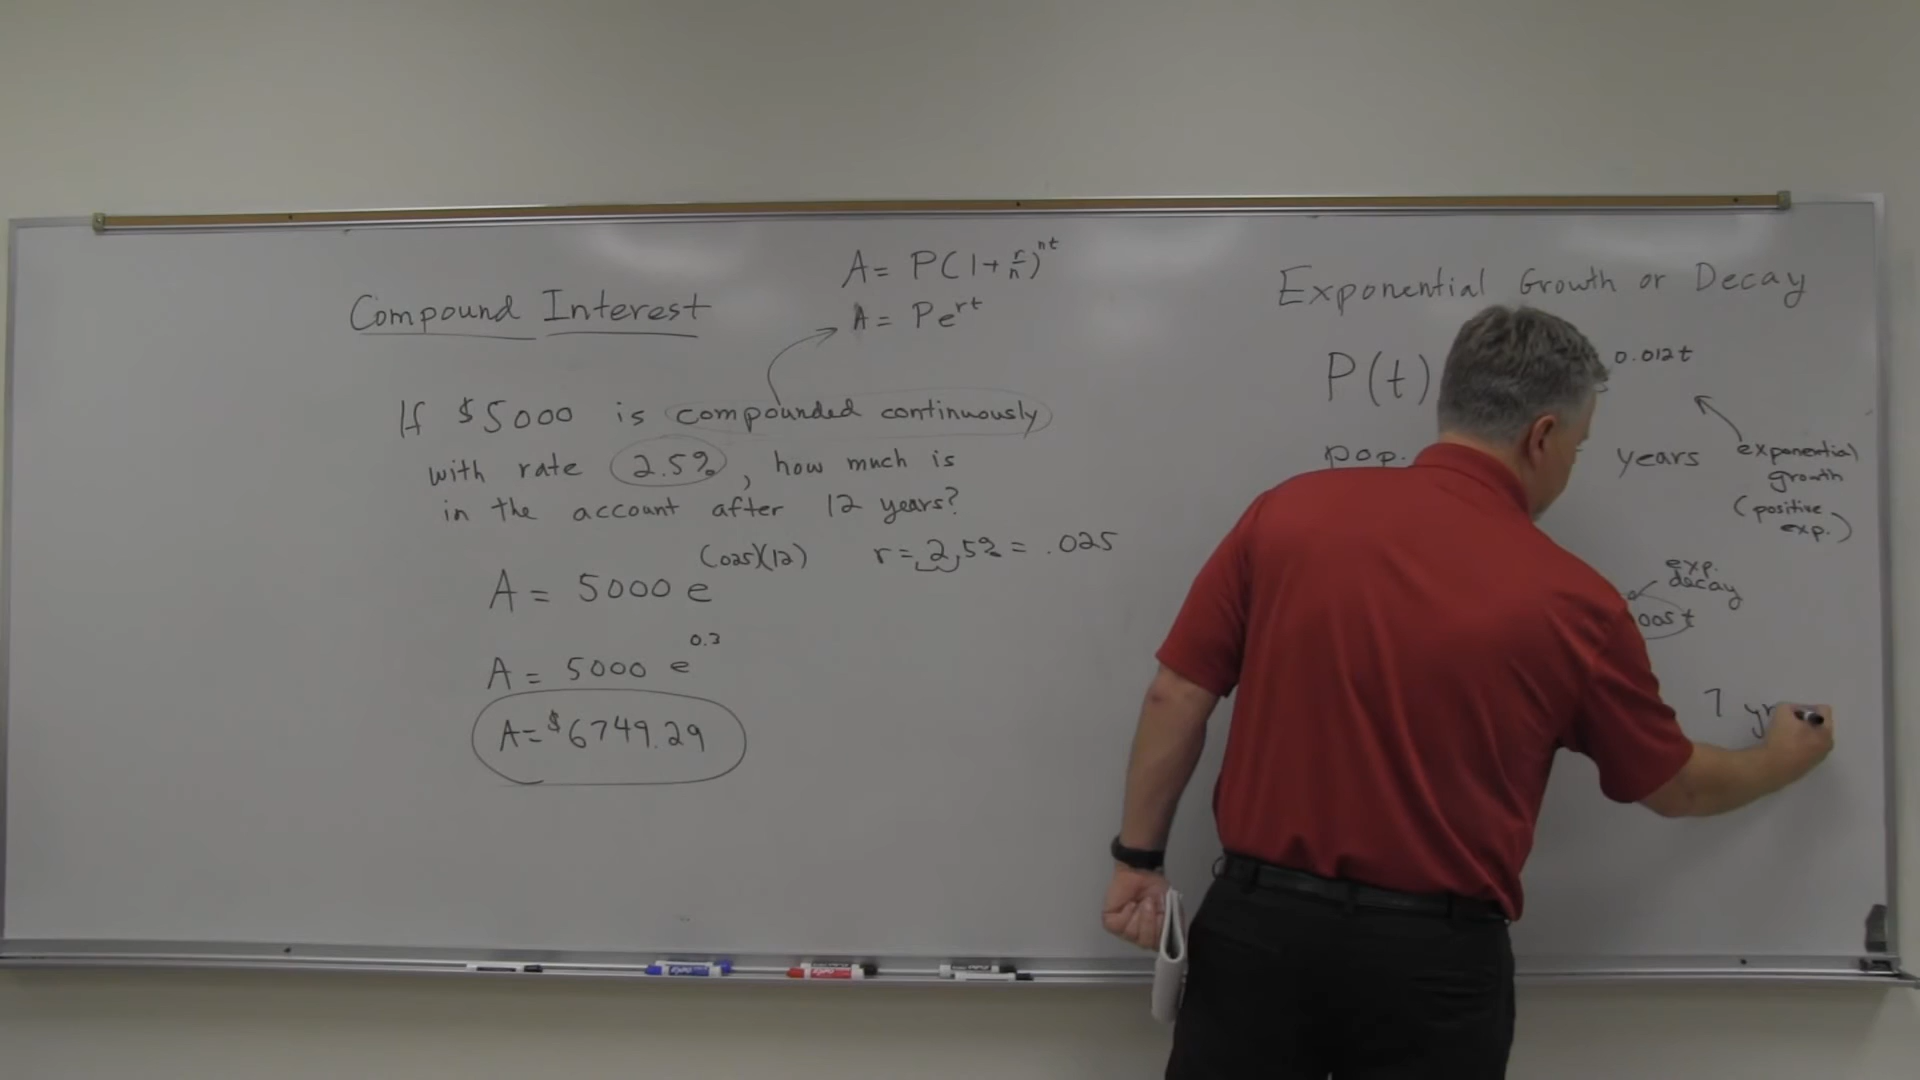 A = P(1+r/n)^nt
A = Pe^rt
Compound Interest
If $5000 is compounded continuously
with rate 2.5%, how much is
in the account after 12 years?
r = 2.5% = .025
A = 5000 e^(.025)(12)
A = 5000 e^0.3
A = $6749.29
Exponential Growth or Decay
P(t) 0.012t
pop. years
exponential
growth
(positive
exp.)
exp.
decay
005t
7 yr